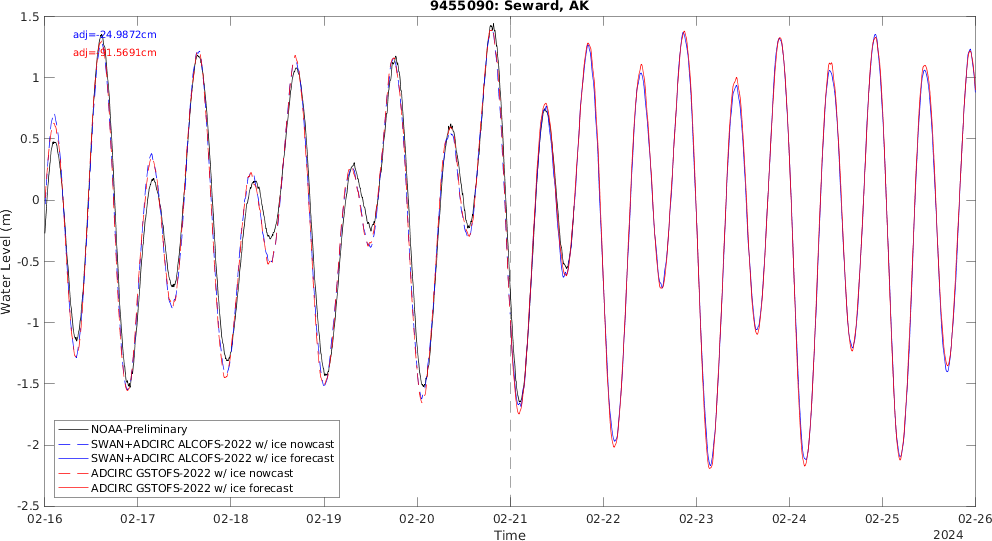 9455090: Seward, AK
adj=-24.9872cm
adj=-91.5691cm
1.5
1
0.5
0
-0.5
-1
-1.5
-2
-2.5
Water Level (m)
NOAA-Preliminary
SWAN+ADCIRC ALCOFS-2022 w/ ice nowcast
SWAN+ADCIRC ALCOFS-2022 w/ ice forecast
ADCIRC GSTOFS-2022 w/ ice nowcast
ADCIRC GSTOFS-2022 w/ ice forecast
02-16 02-17 02-18 02-19 02-20 02-21 02-22 02-23 02-24 02-25 02-26
Time
2024